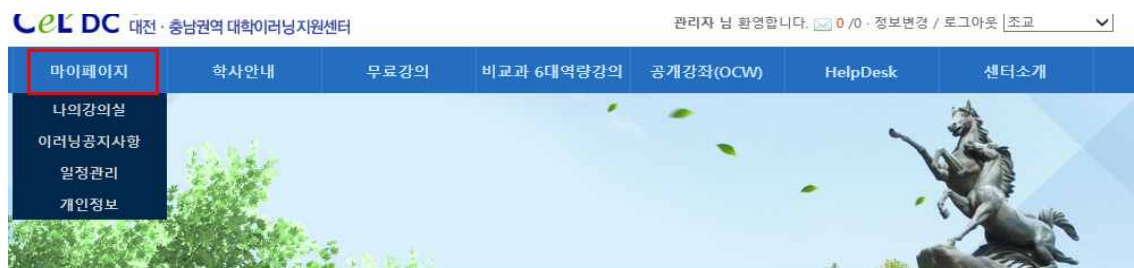 CeL DC 대전·충남권역 대학이러닝지원센터
관리자 님 환영합니다. 0 /0 · 정보변경 / 로그아웃 조교
마이페이지 학사안내 무료강의 비교과 6대역량강의 공개강좌(OCW) HelpDesk 센터소개
나의강의실
이러닝공지사항
일정관리
개인정보